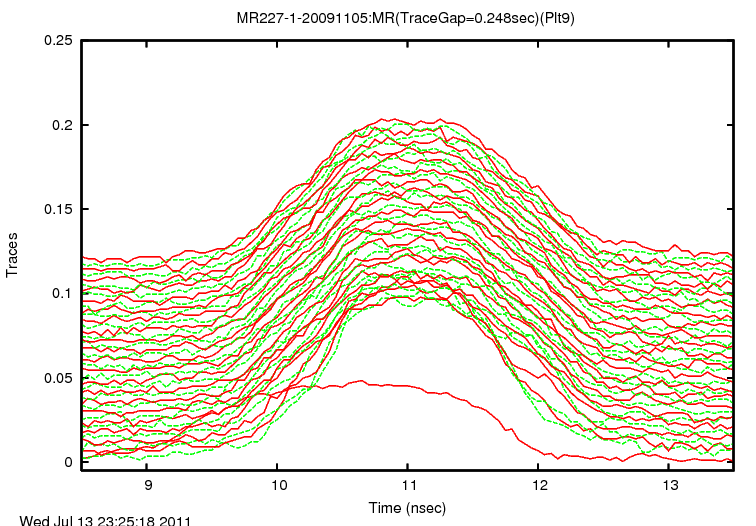 MR227-1-20091105:MR(TraceGap=0.248sec)(Plt9)
0.25
0.2
0.15
0.1
0.05
0
Traces
9 10 11 12 13
Time (nsec)
Wed Jul 13 23:25:18 2011